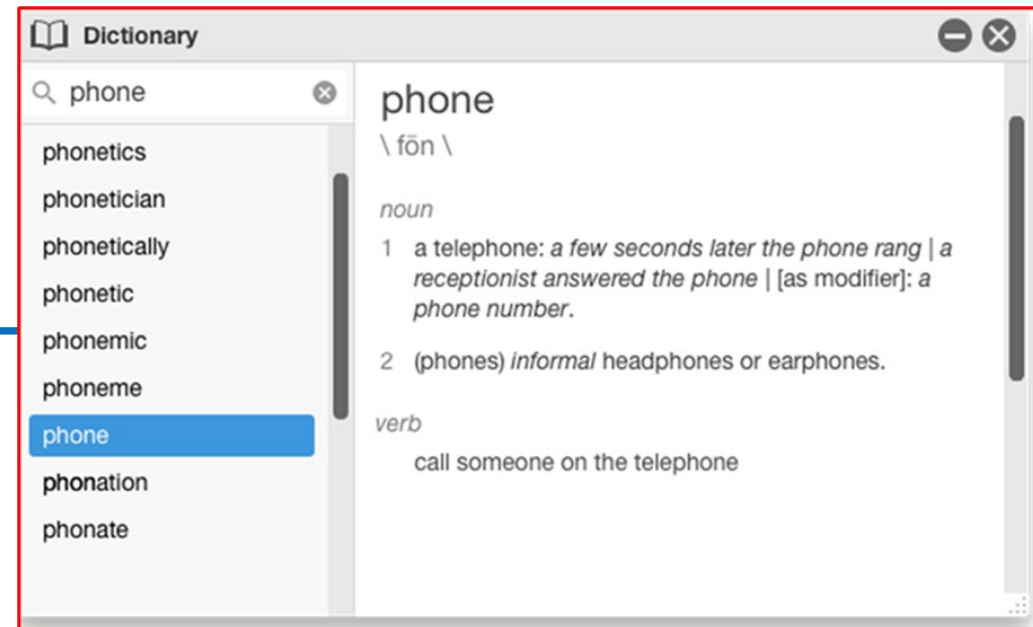 Dictionary
phone
phonetics
phonetician
phonetically
phonetic
phonemic
phoneme
phone
phonation
phonate
phone
\ fōn \
noun
1 a telephone: a few seconds later the phone rang | a
receptionist answered the phone | [as modifier]: a
phone number.
2 (phones) informal headphones or earphones.
verb
call someone on the telephone